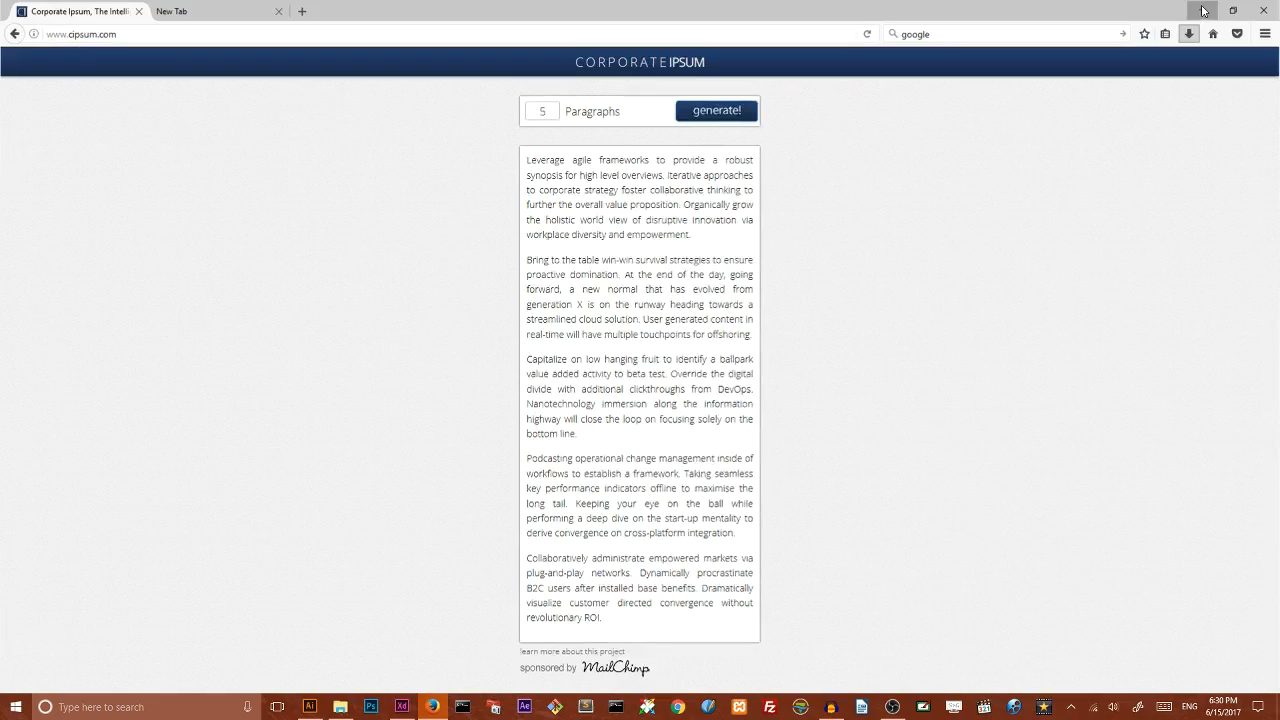 Corporate Ipsum, The Intelli
New Tab
www.cipsum.com
google
CORPORATEIPSUM
5 Paragraphs generate!
Leverage agile frameworks to provide a robust
synopsis for high level overviews. Iterative approaches
to corporate strategy foster collaborative thinking to
further the overall value proposition. Organically grow
the holistic world view of disruptive innovation via
workplace diversity and empowerment.
Bring to the table win-win survival strategies to ensure
proactive domination. At the end of the day, going
forward, a new normal that has evolved from
generation X is on the runway heading towards a
streamlined cloud solution. User generated content in
real-time will have multiple touchpoints for offshoring.
Capitalize on low hanging fruit to identify a ballpark
value added activity to beta test. Override the digital
divide with additional clickthroughs from DevOps.
Nanotechnology immersion along the information
highway will close the loop on focusing solely on the
bottom line.
Podcasting operational change management inside of
workflows to establish a framework. Taking seamless
key performance indicators offline to maximise the
long tail. Keeping your eye on the ball while
performing a deep dive on the start-up mentality to
derive convergence on cross-platform integration.
Collaboratively administrate empowered markets via
plug-and-play networks. Dynamically procrastinate
B2C users after installed base benefits. Dramatically
visualize customer directed convergence without
revolutionary ROI.
learn more about this project
sponsored by MailChimp
Type here to search
Ai
Ps
Xd
Ae
ENG
6:30 PM
6/15/2017